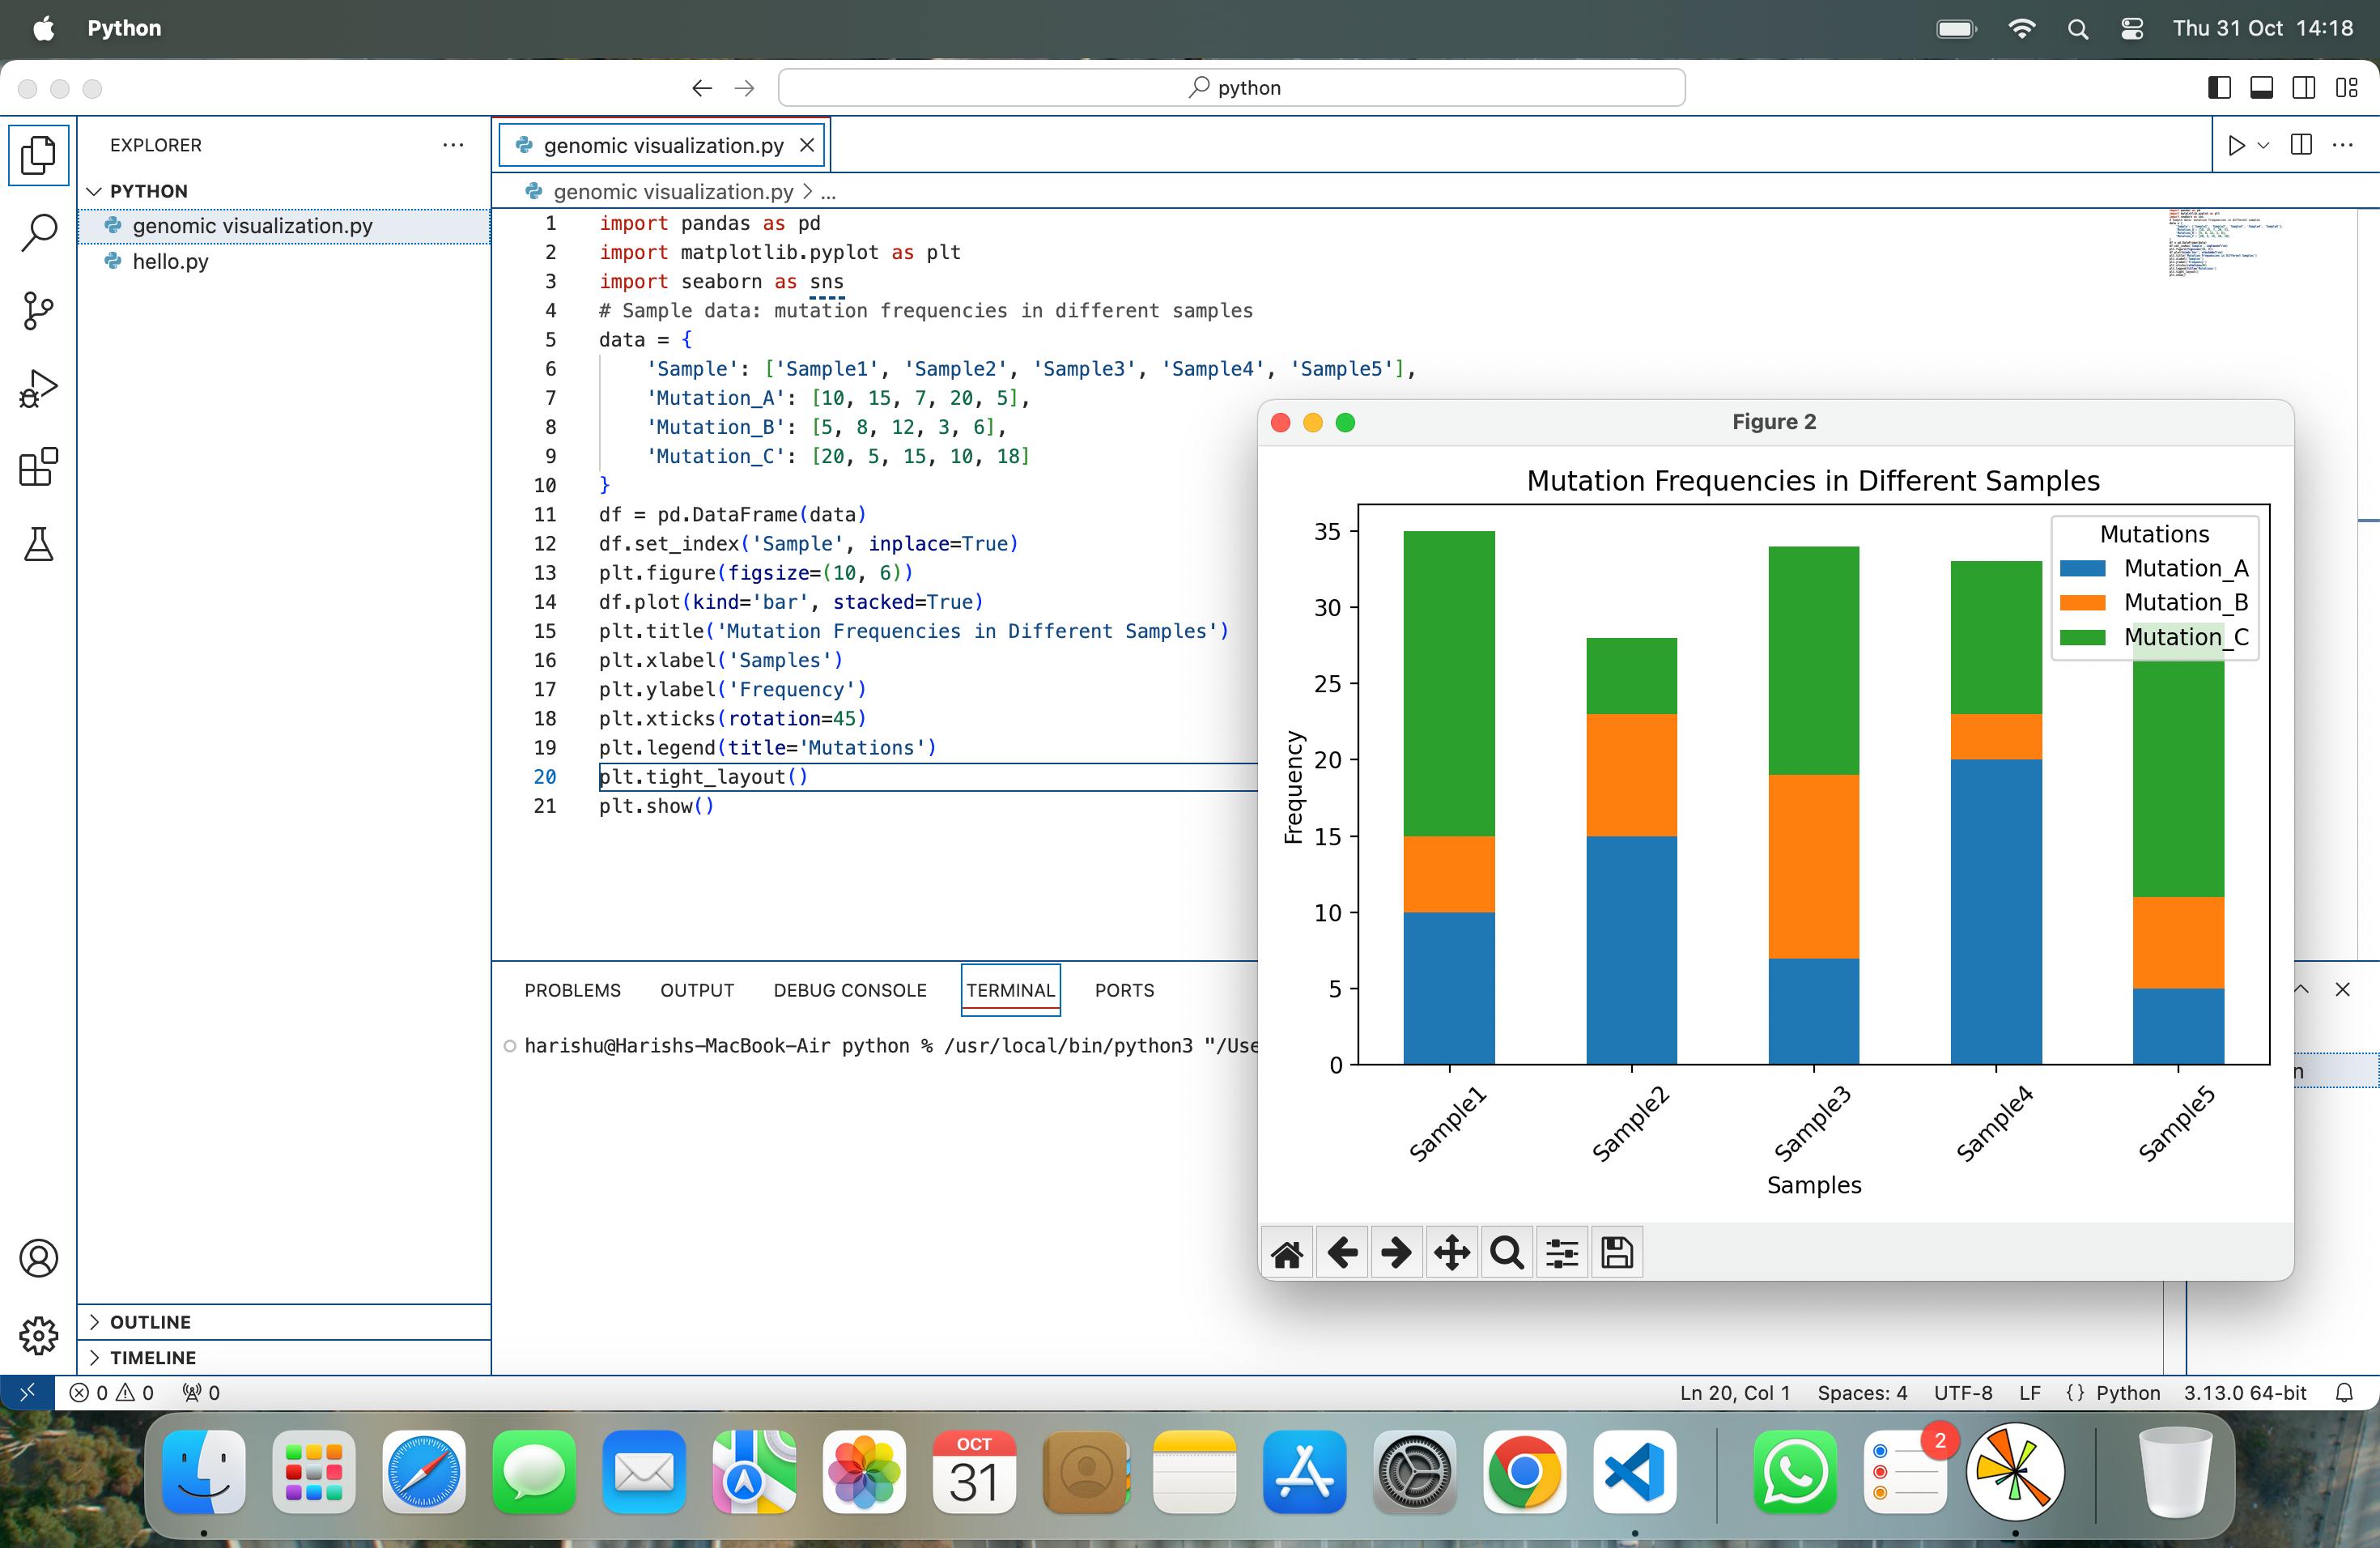 Python
Thu 31 Oct 14:18
python
EXPLORER
PYTHON
genomic visualization.py
hello.py
OUTLINE
TIMELINE
genomic visualization.py
genomic visualization.py > ...
1 import pandas as pd
2 import matplotlib.pyplot as plt
3 import seaborn as sns
4 # Sample data: mutation frequencies in different samples
5 data = {
6 'Sample': ['Sample1', 'Sample2', 'Sample3', 'Sample4', 'Sample5'],
7 'Mutation_A': [10, 15, 7, 20, 5],
8 'Mutation_B': [5, 8, 12, 3, 6],
9 'Mutation_C': [20, 5, 15, 10, 18]
10 }
11 df = pd.DataFrame(data)
12 df.set_index('Sample', inplace=True)
13 plt.figure(figsize=(10, 6))
14 df.plot(kind='bar', stacked=True)
15 plt.title('Mutation Frequencies in Different Samples')
16 plt.xlabel('Samples')
17 plt.ylabel('Frequency')
18 plt.xticks(rotation=45)
19 plt.legend(title='Mutations')
20 plt.tight_layout()
21 plt.show()
PROBLEMS OUTPUT DEBUG CONSOLE TERMINAL PORTS
harishu@Harishs-MacBook-Air python % /usr/local/bin/python3 "/Use
Figure 2
Mutation Frequencies in Different Samples
Mutations
Mutation_A
Mutation_B
Mutation_C
35
30
25
20
15
10
5
0
Frequency
Sample1 Sample2 Sample3 Sample4 Sample5
Samples
n
0 0 0
Ln 20, Col 1 Spaces: 4 UTF-8 LF {} Python 3.13.0 64-bit
OCT
31
2